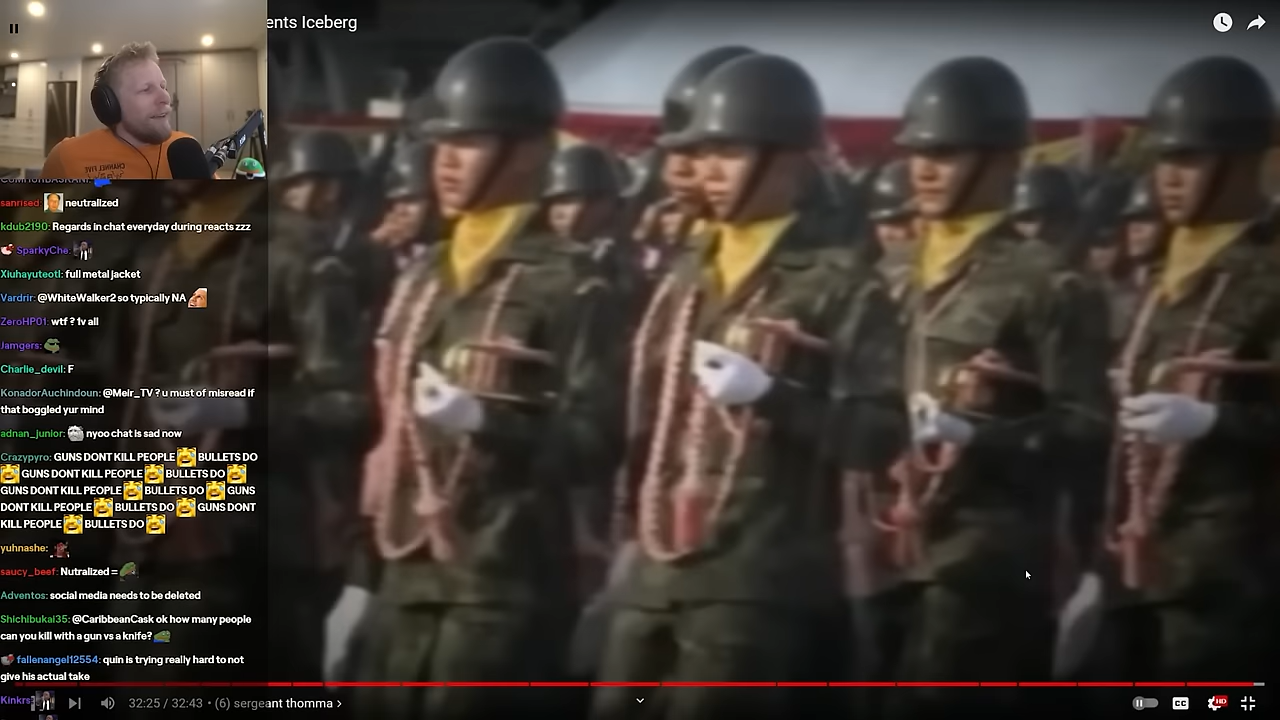 ents Iceberg
CHANNEL FIVE
sanrised: neutralized
kdub2190: Regards in chat everyday during reacts zzz
SparkyChe:
Xiuhayuteotl: full metal jacket
Vardrir: @WhiteWalker2 so typically NA
ZeroHP01: wtf ? 1v all
Jamgers:
Charlie_devil: F
KonadorAuchindoun: @Meir_TV ? u must of misread if
that boggled yur mind
adnan_junior: nyoo chat is sad now
Crazypyro: GUNS DONT KILL PEOPLE BULLETS DO
GUNS DONT KILL PEOPLE BULLETS DO
GUNS DONT KILL PEOPLE BULLETS DO GUNS
DONT KILL PEOPLE BULLETS DO GUNS DONT
KILL PEOPLE BULLETS DO
yuhnashe:
saucy_beef: Nutralized =
Adventos: social media needs to be deleted
Shichibukai35: @CaribbeanCask ok how many people
can you kill with a gun vs a knife?
fallenangel12554: quin is trying really hard to not
give his actual take
Kinkrs
32:25 / 32:43 • (6) sergeant thomma ›
CC
HD